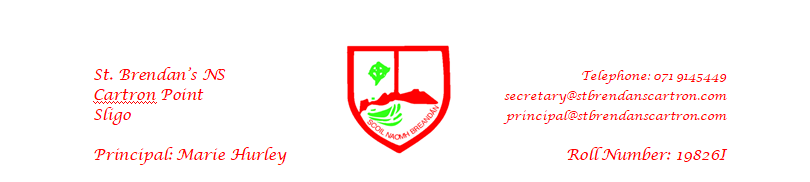 St. Brendan's NS
Cartron Point
Sligo
Principal: Marie Hurley
SCOIL NAOMH BREANDÁN
Telephone: 071 9145449
secretary@stbrendanscartron.com
principal@stbrendanscartron.com
Roll Number: 19826I